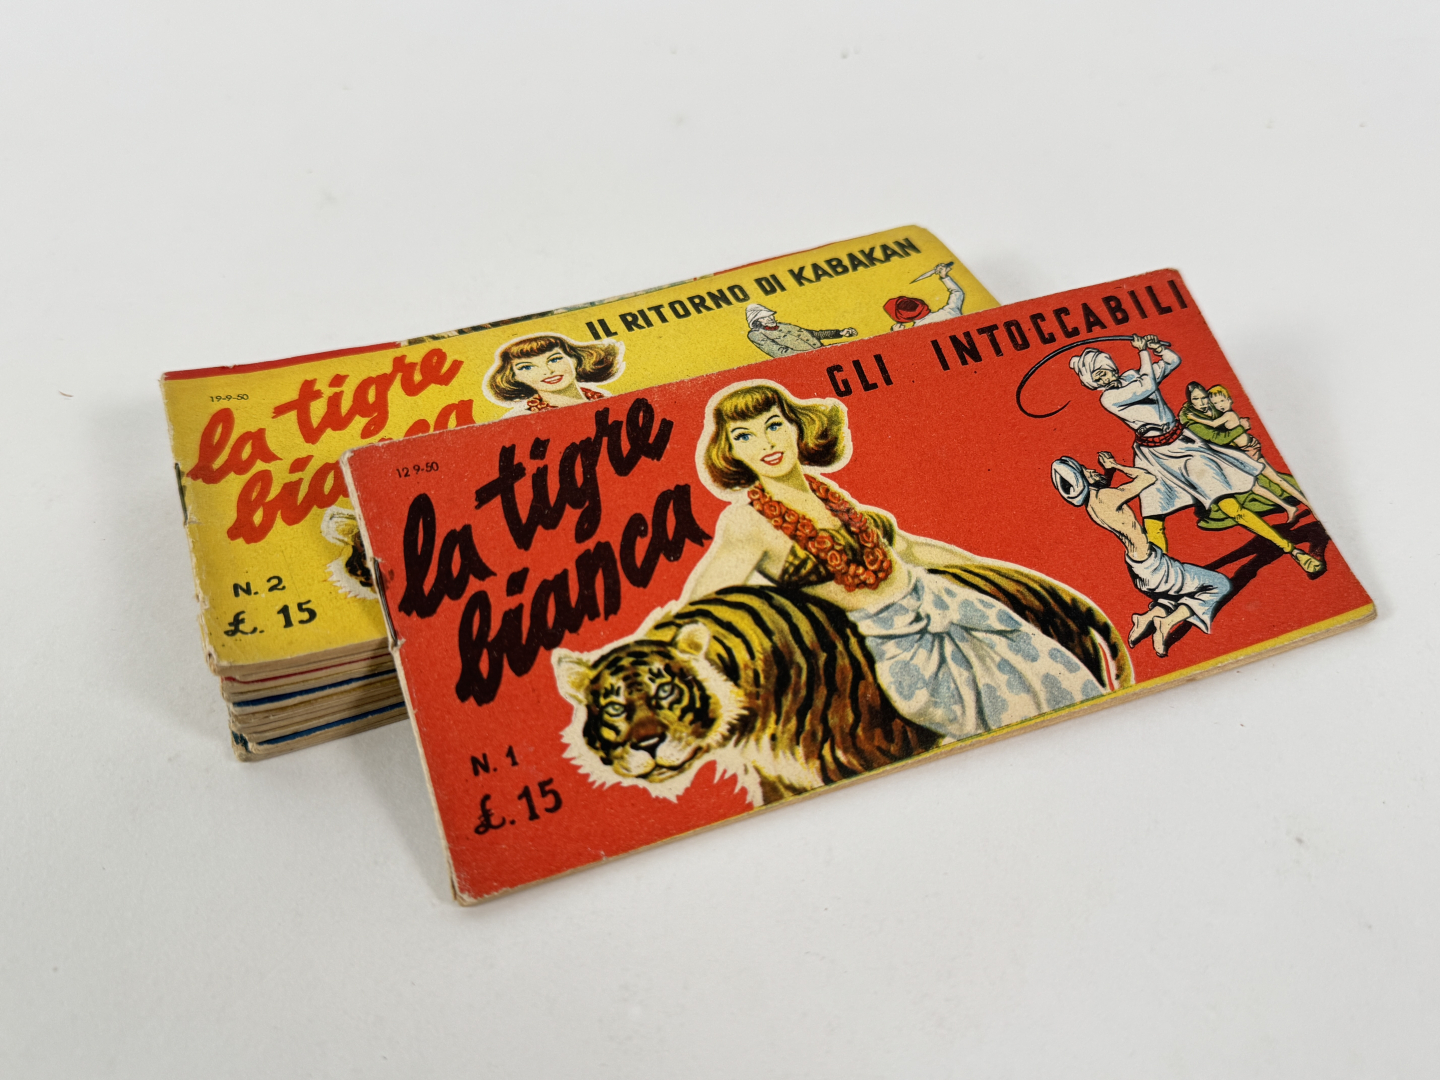 19-9-50
IL RITORNO DI KABAKAN
la tigre
N. 2
£. 15
12 9-50
GLI INTOCCABILI
la tigre
bianca
N. 1
£. 15